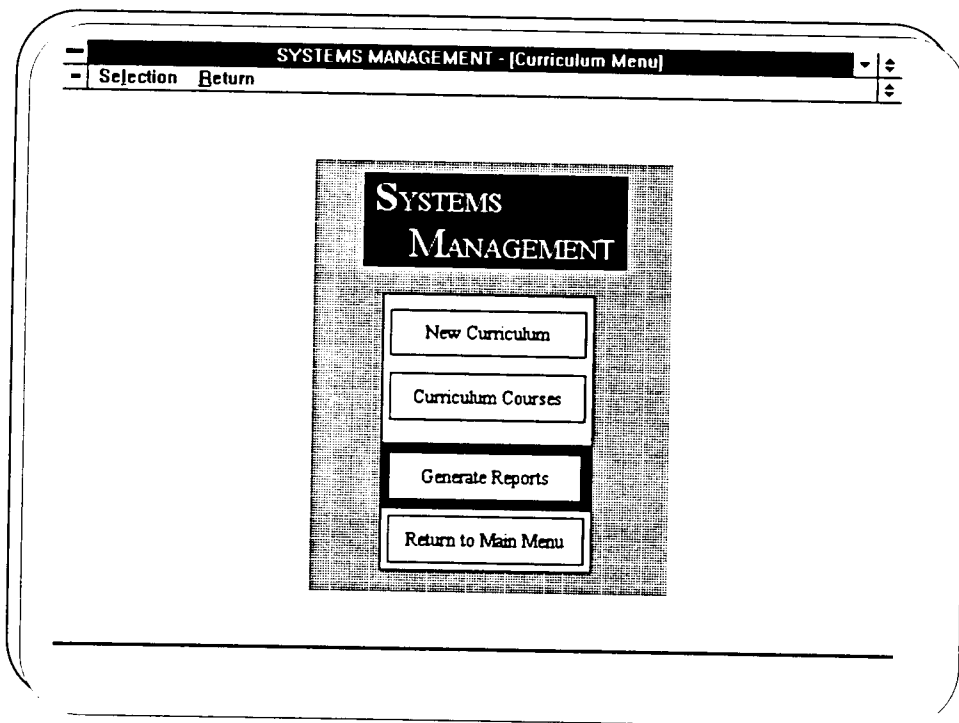 SYSTEMS MANAGEMENT - [Curriculum Menu]
Selection Return
SYSTEMS
MANAGEMENT
New Curriculum
Curriculum Courses
Generate Reports
Return to Main Menu